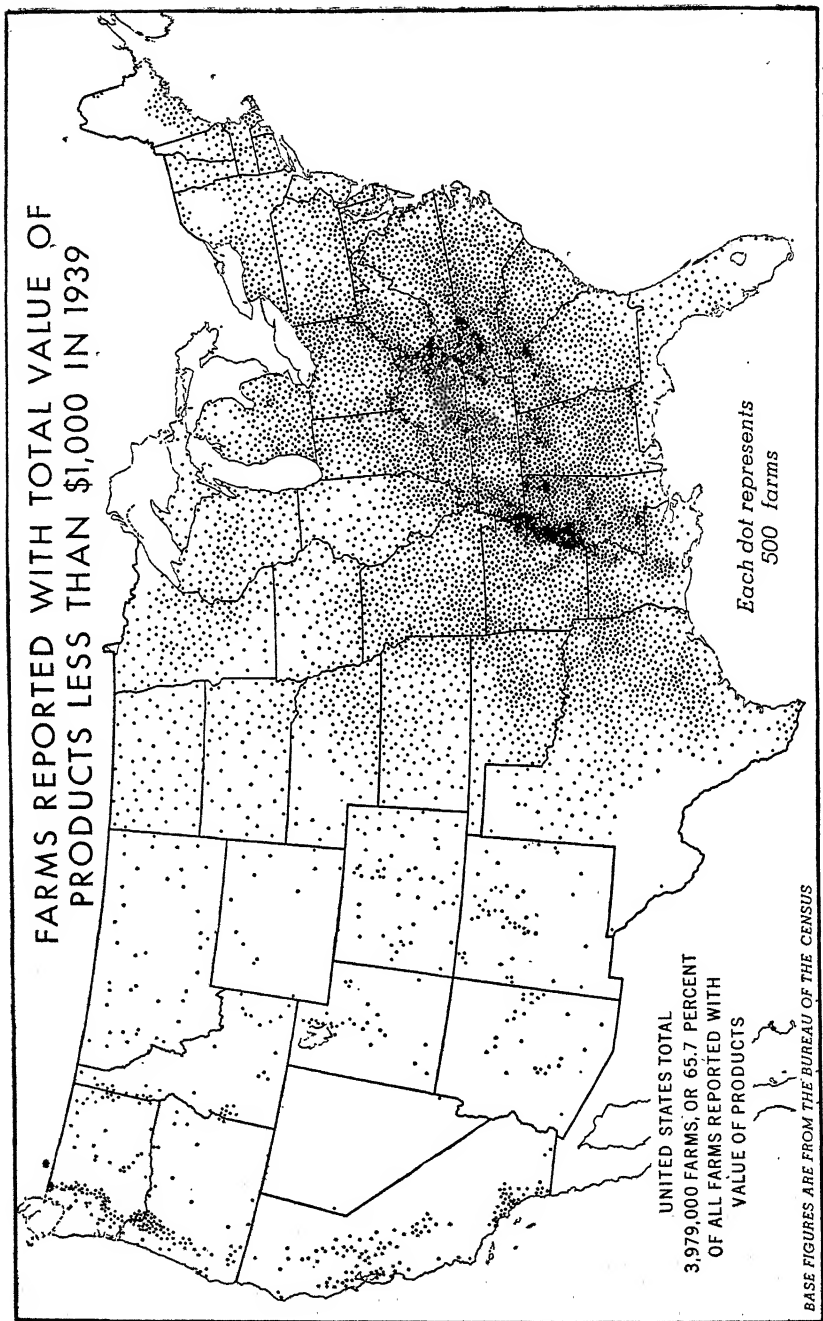 FARMS REPORTED WITH TOTAL VALUE OF
PRODUCTS LESS THAN $1,000 IN 1939
Each dot represents
500 farms
UNITED STATES TOTAL
3,979,000 FARMS, OR 65.7 PERCENT
OF ALL FARMS REPORTED WITH
VALUE OF PRODUCTS
BASE FIGURES ARE FROM THE BUREAU OF THE CENSUS